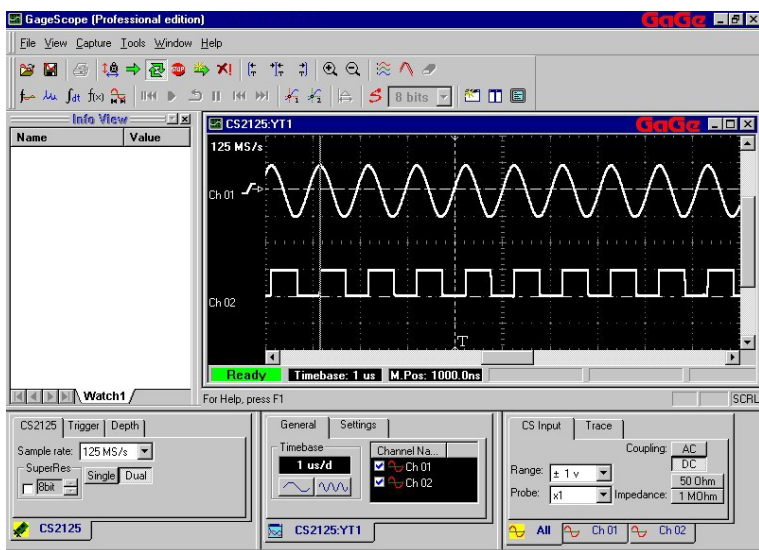 GageScope (Professional edition) GaGe
File View Capture Tools Window Help
∫dt f(x) 8 bits
Info View
Name Value
CS2125:YT1 GaGe
125 MS/s
Ch 01
Ch 02
T
Ready Timebase: 1 us M.Pos: 1000.0ns
Watch1
For Help, press F1 SCRL
CS2125 Trigger Depth
Sample rate: 125 MS/s
SuperRes
8bit Single Dual
CS2125
General Settings
Timebase
1 us/d
Channel Na...
Ch 01
Ch 02
CS2125:YT1
CS Input Trace
Coupling: AC
DC
Range: ± 1 v
50 Ohm
Probe: x1 Impedance: 1 MOhm
All Ch 01 Ch 02